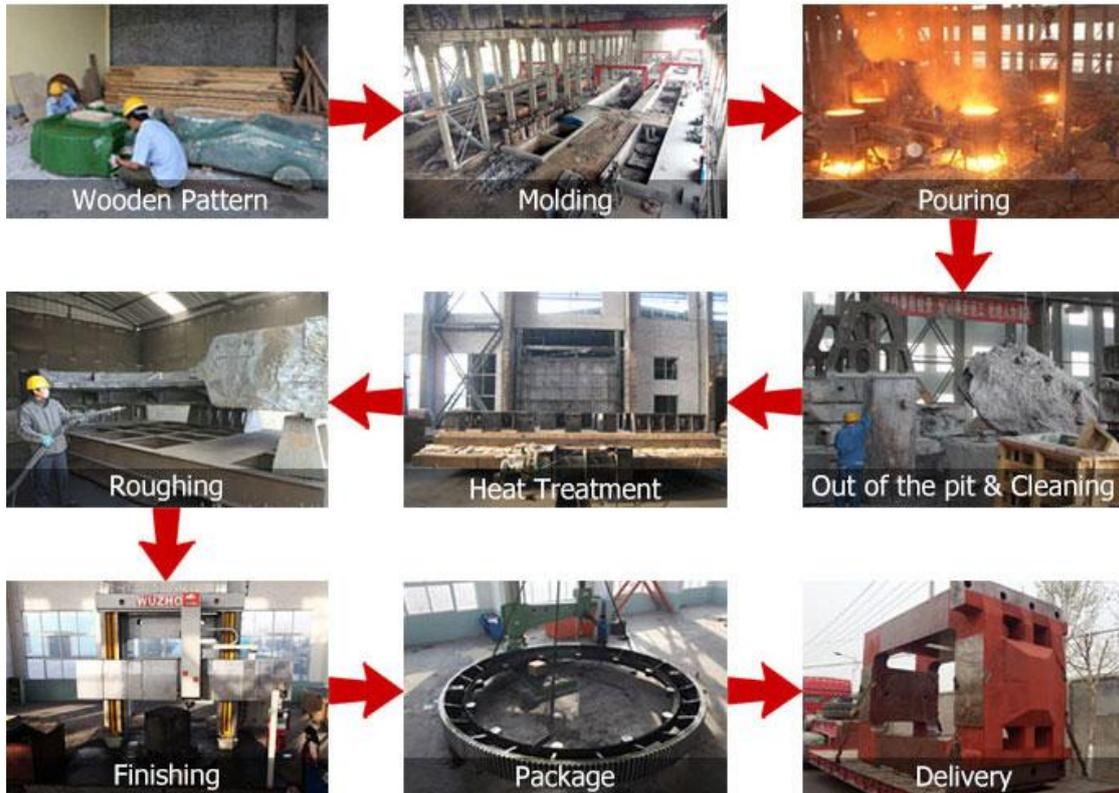 Wooden Pattern
Molding
Pouring
Out of the pit & Cleaning
Heat Treatment
Roughing
WUZHO
Finishing
Package
Delivery